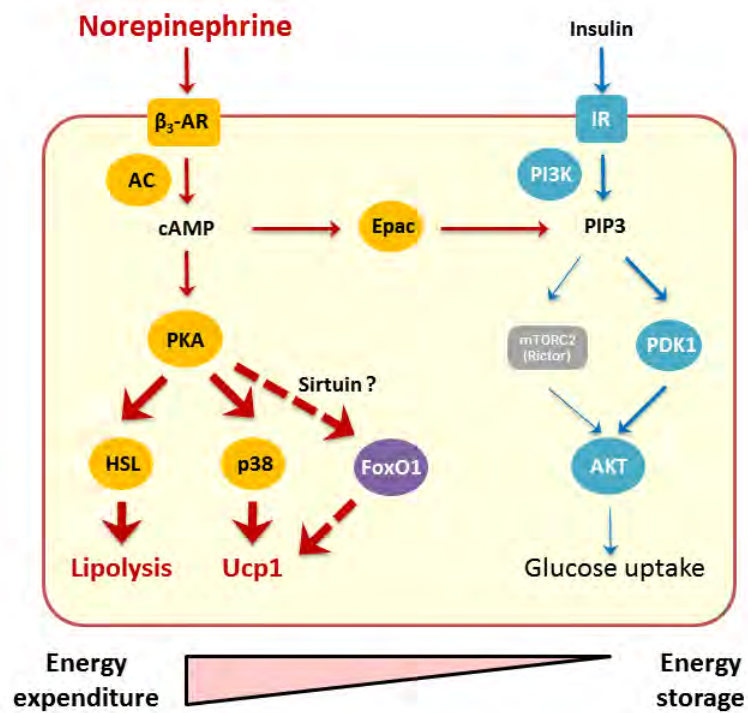 Norepinephrine
Insulin
β₃-AR
IR
AC
PI3K
cAMP
Epac
PIP3
PKA
mTORC2
(Rictor)
PDK1
Sirtuin ?
HSL
p38
FoxO1
AKT
Lipolysis
Ucp1
Glucose uptake
Energy
expenditure
Energy
storage